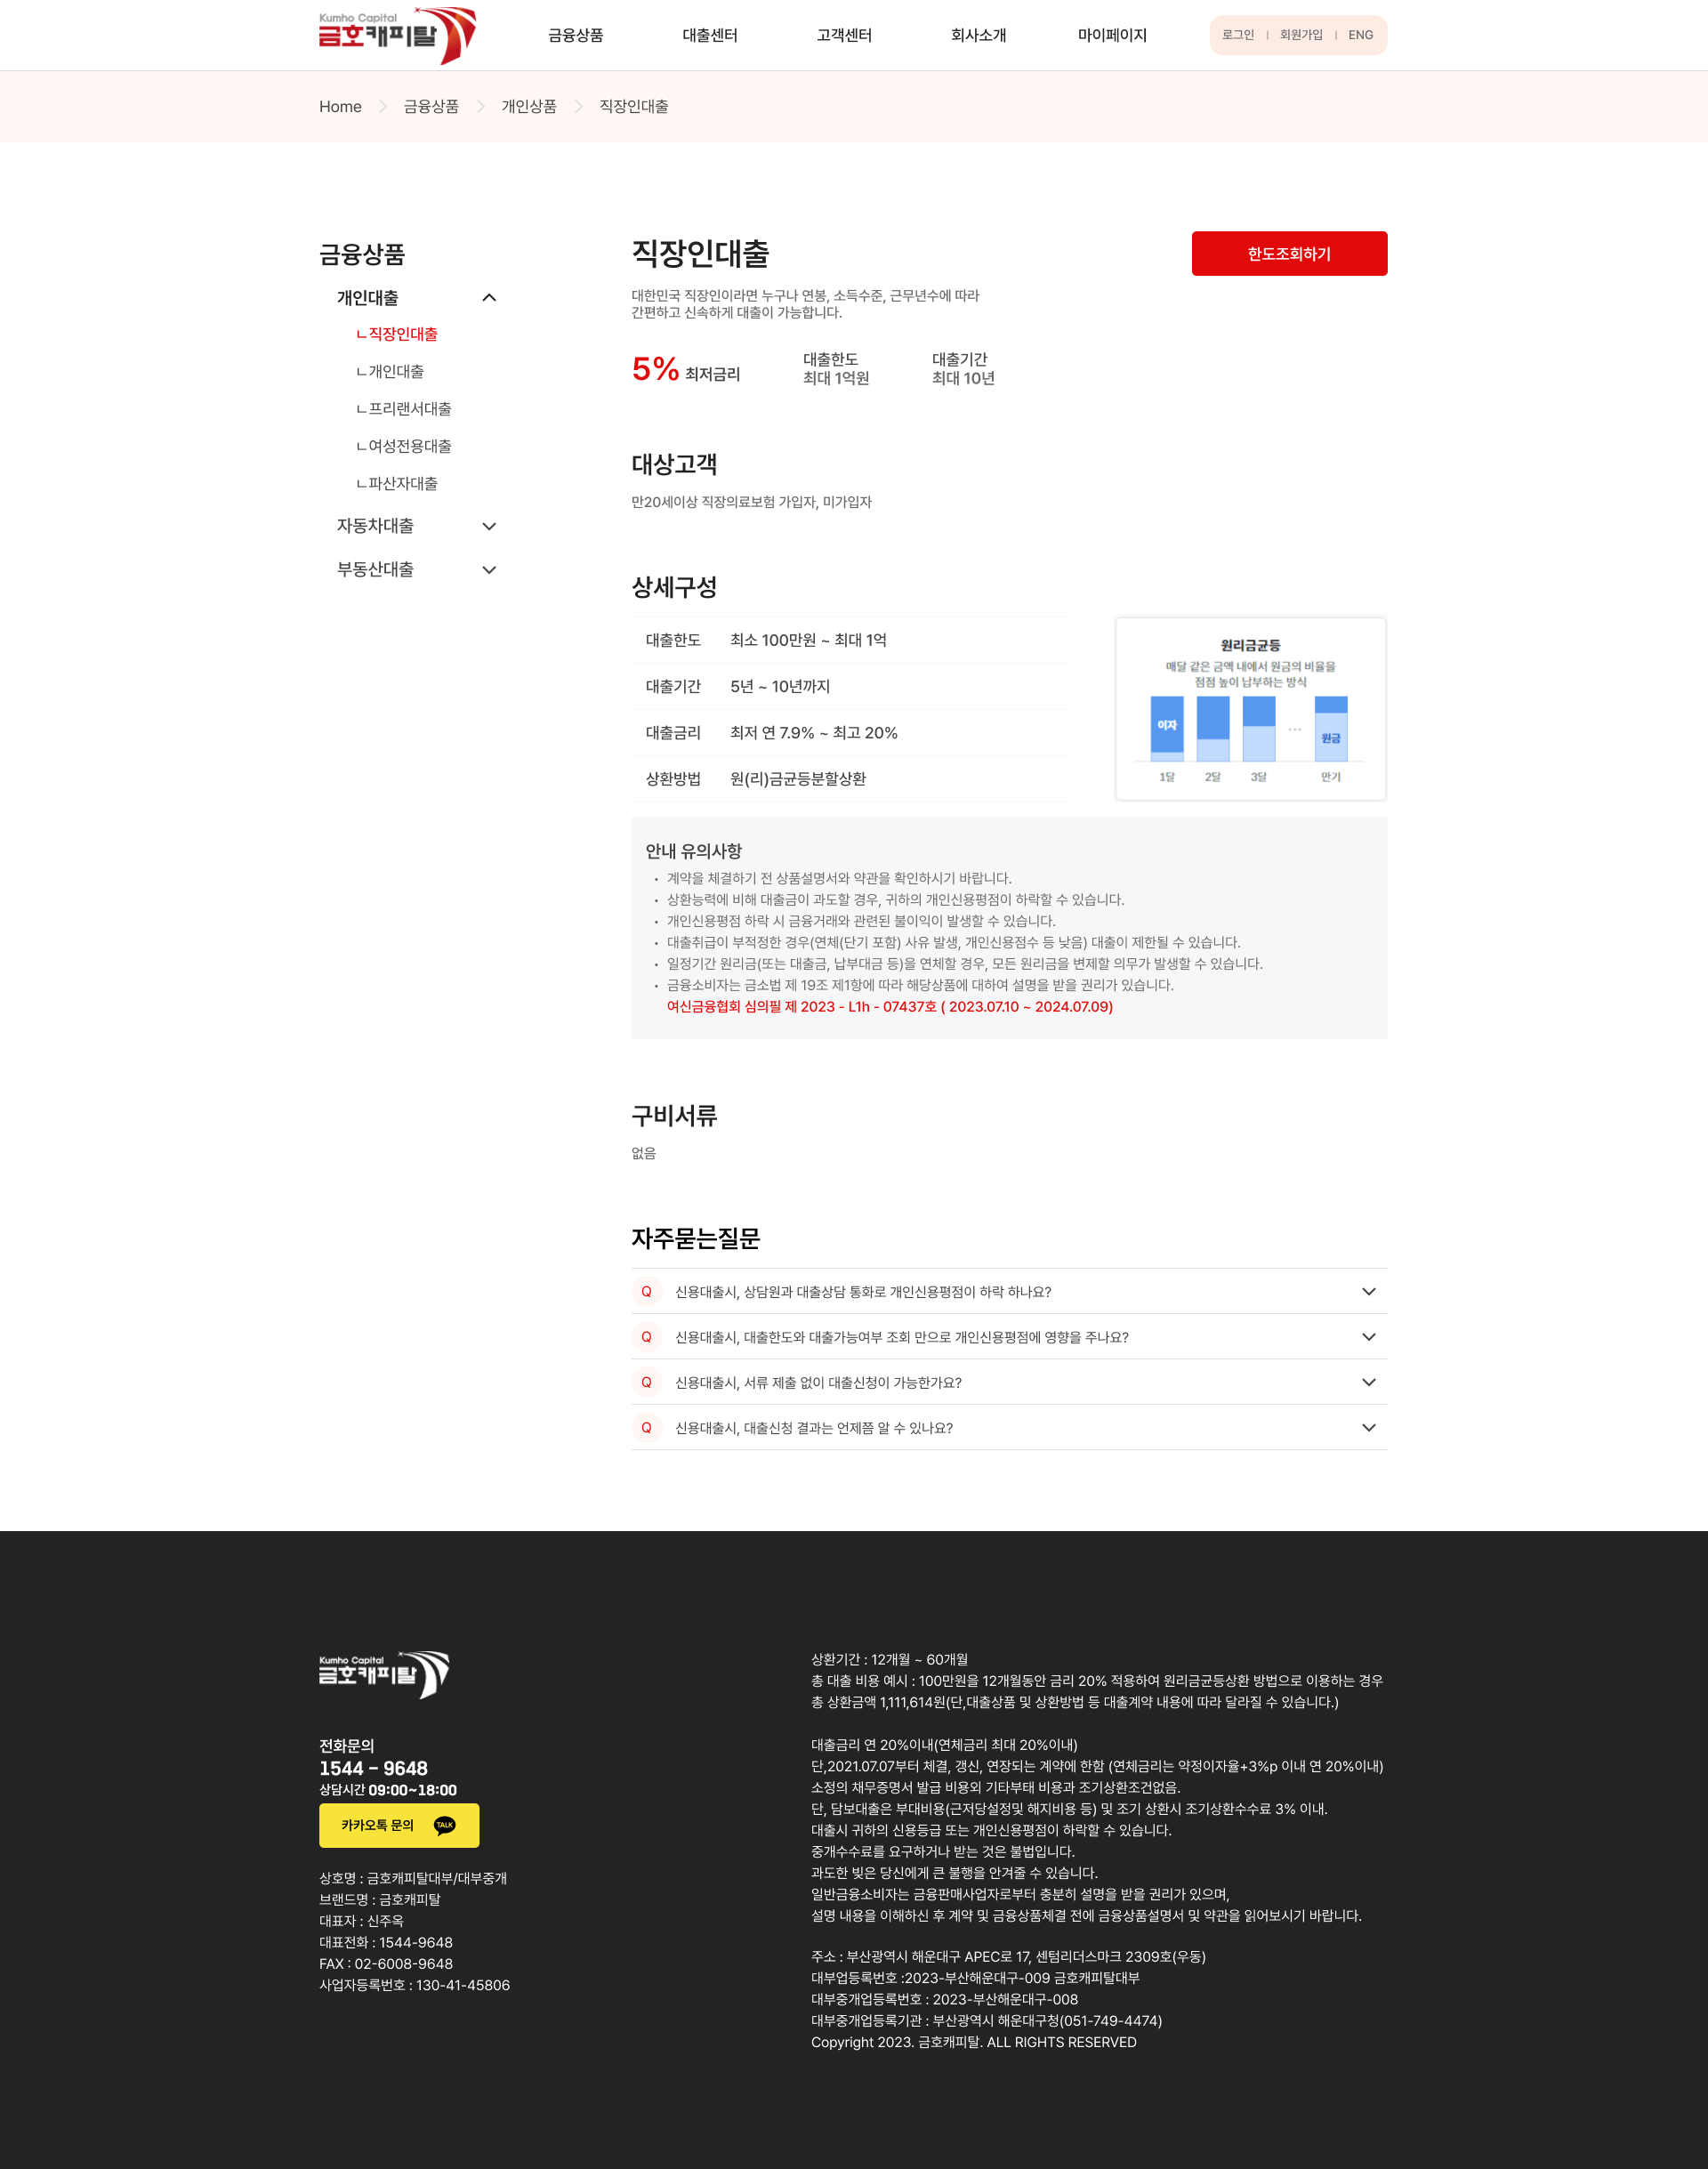 Kumho Capital
금호캐피탈
금융상품
대출센터
고객센터
회사소개
마이페이지
로그인 | 회원가입 | ENG
Home > 금융상품 > 개인상품 > 직장인대출
금융상품
개인대출
ㄴ직장인대출
ㄴ개인대출
ㄴ프리랜서대출
ㄴ여성전용대출
ㄴ파산자대출
자동차대출
부동산대출
직장인대출
한도조회하기
대한민국 직장인이라면 누구나 연봉, 소득수준, 근무년수에 따라
간편하고 신속하게 대출이 가능합니다.
5% 최저금리
대출한도
최대 1억원
대출기간
최대 10년
대상고객
만20세이상 직장의료보험 가입자, 미가입자
상세구성
대출한도 최소 100만원 ~ 최대 1억
대출기간 5년 ~ 10년까지
대출금리 최저 연 7.9% ~ 최고 20%
상환방법 원(리)금균등분할상환
원리금균등
매달 같은 금액 내에서 원금의 비율을
점점 높이 납부하는 방식
이자
···
원금
1달 2달 3달 만기
안내 유의사항
• 계약을 체결하기 전 상품설명서와 약관을 확인하시기 바랍니다.
• 상환능력에 비해 대출금이 과도할 경우, 귀하의 개인신용평점이 하락할 수 있습니다.
• 개인신용평점 하락 시 금융거래와 관련된 불이익이 발생할 수 있습니다.
• 대출취급이 부적정한 경우(연체(단기 포함) 사유 발생, 개인신용점수 등 낮음) 대출이 제한될 수 있습니다.
• 일정기간 원리금(또는 대출금, 납부대금 등)을 연체할 경우, 모든 원리금을 변제할 의무가 발생할 수 있습니다.
• 금융소비자는 금소법 제 19조 제1항에 따라 해당상품에 대하여 설명을 받을 권리가 있습니다.
여신금융협회 심의필 제 2023 - L1h - 07437호 ( 2023.07.10 ~ 2024.07.09)
구비서류
없음
자주묻는질문
Q 신용대출시, 상담원과 대출상담 통화로 개인신용평점이 하락 하나요?
Q 신용대출시, 대출한도와 대출가능여부 조회 만으로 개인신용평점에 영향을 주나요?
Q 신용대출시, 서류 제출 없이 대출신청이 가능한가요?
Q 신용대출시, 대출신청 결과는 언제쯤 알 수 있나요?
Kumho Capital
금호캐피탈
전화문의
1544 - 9648
상담시간 09:00~18:00
카카오톡 문의 TALK
상호명 : 금호캐피탈대부/대부중개
브랜드명 : 금호캐피탈
대표자 : 신주옥
대표전화 : 1544-9648
FAX : 02-6008-9648
사업자등록번호 : 130-41-45806
상환기간 : 12개월 ~ 60개월
총 대출 비용 예시 : 100만원을 12개월동안 금리 20% 적용하여 원리금균등상환 방법으로 이용하는 경우
총 상환금액 1,111,614원(단,대출상품 및 상환방법 등 대출계약 내용에 따라 달라질 수 있습니다.)
대출금리 연 20%이내(연체금리 최대 20%이내)
단,2021.07.07부터 체결, 갱신, 연장되는 계약에 한함 (연체금리는 약정이자율+3%p 이내 연 20%이내)
소정의 채무증명서 발급 비용외 기타부태 비용과 조기상환조건없음.
단, 담보대출은 부대비용(근저당설정및 해지비용 등) 및 조기 상환시 조기상환수수료 3% 이내.
대출시 귀하의 신용등급 또는 개인신용평점이 하락할 수 있습니다.
중개수수료를 요구하거나 받는 것은 불법입니다.
과도한 빚은 당신에게 큰 불행을 안겨줄 수 있습니다.
일반금융소비자는 금융판매사업자로부터 충분히 설명을 받을 권리가 있으며,
설명 내용을 이해하신 후 계약 및 금융상품체결 전에 금융상품설명서 및 약관을 읽어보시기 바랍니다.
주소 : 부산광역시 해운대구 APEC로 17, 센텀리더스마크 2309호(우동)
대부업등록번호 :2023-부산해운대구-009 금호캐피탈대부
대부중개업등록번호 : 2023-부산해운대구-008
대부중개업등록기관 : 부산광역시 해운대구청(051-749-4474)
Copyright 2023. 금호캐피탈. ALL RIGHTS RESERVED